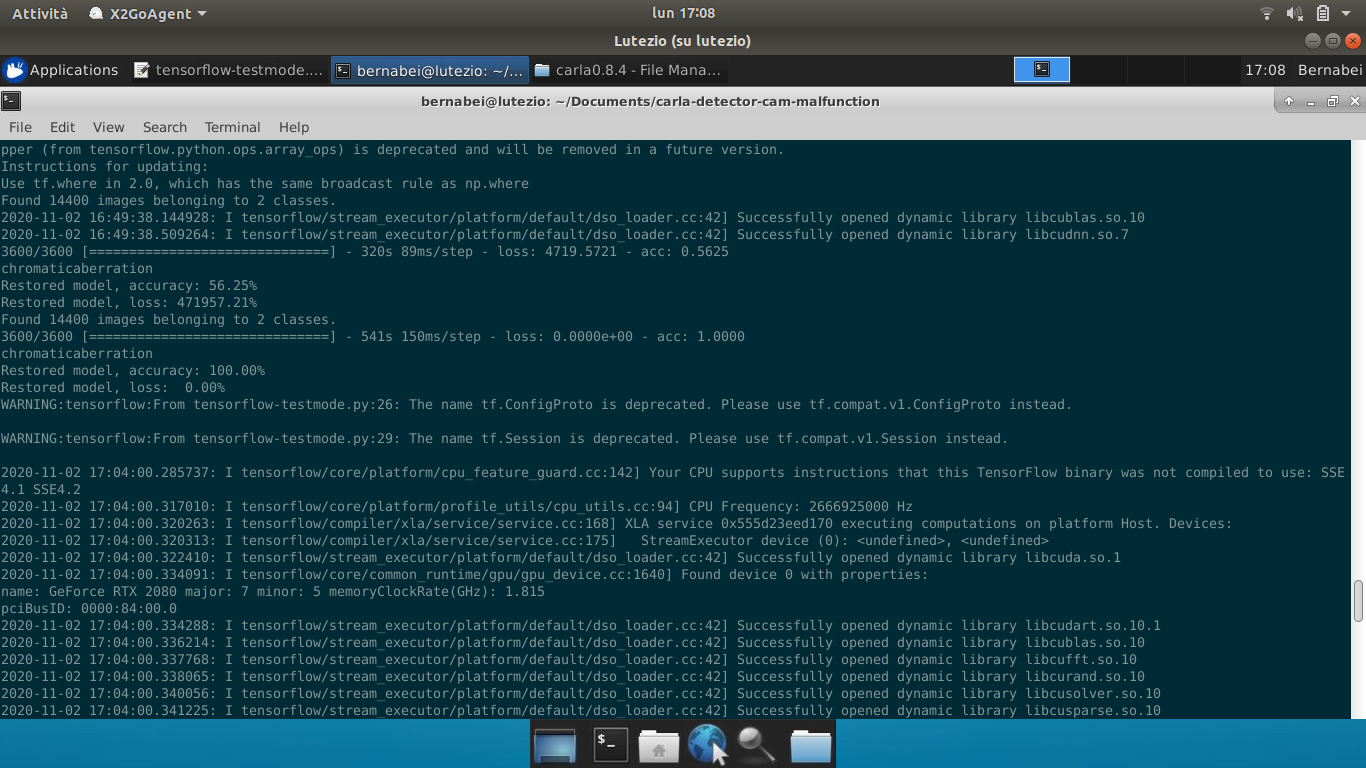 Attività X2GoAgent lun 17:08
Lutezio (su lutezio)
Applications tensorflow-testmode.... bernabei@lutezio: ~/... carla0.8.4 - File Mana... 17:08 Bernabei
bernabei@lutezio: ~/Documents/carla-detector-cam-malfunction
File Edit View Search Terminal Help
pper (from tensorflow.python.ops.array_ops) is deprecated and will be removed in a future version.
Instructions for updating:
Use tf.where in 2.0, which has the same broadcast rule as np.where
Found 14400 images belonging to 2 classes.
2020-11-02 16:49:38.144928: I tensorflow/stream_executor/platform/default/dso_loader.cc:42] Successfully opened dynamic library libcublas.so.10
2020-11-02 16:49:38.509264: I tensorflow/stream_executor/platform/default/dso_loader.cc:42] Successfully opened dynamic library libcudnn.so.7
3600/3600 [==============================] - 320s 89ms/step - loss: 4719.5721 - acc: 0.5625
chromaticaberration
Restored model, accuracy: 56.25%
Restored model, loss: 471957.21%
Found 14400 images belonging to 2 classes.
3600/3600 [==============================] - 541s 150ms/step - loss: 0.0000e+00 - acc: 1.0000
chromaticaberration
Restored model, accuracy: 100.00%
Restored model, loss:  0.00%
WARNING:tensorflow:From tensorflow-testmode.py:26: The name tf.ConfigProto is deprecated. Please use tf.compat.v1.ConfigProto instead.
WARNING:tensorflow:From tensorflow-testmode.py:29: The name tf.Session is deprecated. Please use tf.compat.v1.Session instead.
2020-11-02 17:04:00.285737: I tensorflow/core/platform/cpu_feature_guard.cc:142] Your CPU supports instructions that this TensorFlow binary was not compiled to use: SSE
4.1 SSE4.2
2020-11-02 17:04:00.317010: I tensorflow/core/platform/profile_utils/cpu_utils.cc:94] CPU Frequency: 2666925000 Hz
2020-11-02 17:04:00.320263: I tensorflow/compiler/xla/service/service.cc:168] XLA service 0x555d23eed170 executing computations on platform Host. Devices:
2020-11-02 17:04:00.320313: I tensorflow/compiler/xla/service/service.cc:175]   StreamExecutor device (0): <undefined>, <undefined>
2020-11-02 17:04:00.322410: I tensorflow/stream_executor/platform/default/dso_loader.cc:42] Successfully opened dynamic library libcuda.so.1
2020-11-02 17:04:00.334091: I tensorflow/core/common_runtime/gpu/gpu_device.cc:1640] Found device 0 with properties:
name: GeForce RTX 2080 major: 7 minor: 5 memoryClockRate(GHz): 1.815
pciBusID: 0000:84:00.0
2020-11-02 17:04:00.334288: I tensorflow/stream_executor/platform/default/dso_loader.cc:42] Successfully opened dynamic library libcudart.so.10.1
2020-11-02 17:04:00.336214: I tensorflow/stream_executor/platform/default/dso_loader.cc:42] Successfully opened dynamic library libcublas.so.10
2020-11-02 17:04:00.337768: I tensorflow/stream_executor/platform/default/dso_loader.cc:42] Successfully opened dynamic library libcufft.so.10
2020-11-02 17:04:00.338065: I tensorflow/stream_executor/platform/default/dso_loader.cc:42] Successfully opened dynamic library libcurand.so.10
2020-11-02 17:04:00.340056: I tensorflow/stream_executor/platform/default/dso_loader.cc:42] Successfully opened dynamic library libcusolver.so.10
2020-11-02 17:04:00.341225: I tensorflow/stream_executor/platform/default/dso_loader.cc:42] Successfully opened dynamic library libcusparse.so.10